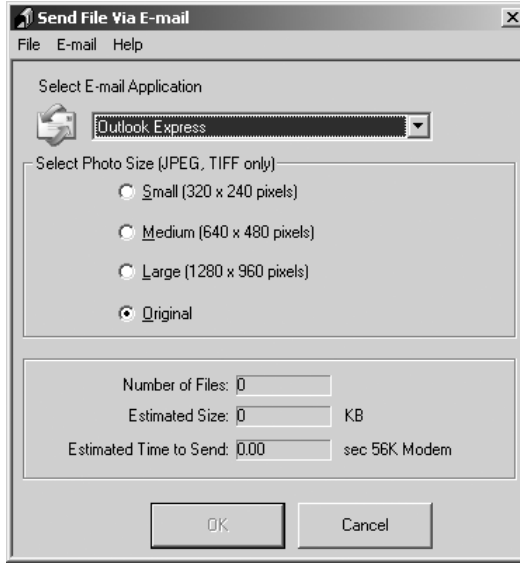 Send File Via E-mail
File E-mail Help
Select E-mail Application
Outlook Express
Select Photo Size (JPEG, TIFF only)
Small (320 x 240 pixels)
Medium (640 x 480 pixels)
Large (1280 x 960 pixels)
Original
Number of Files: 0
Estimated Size: 0 KB
Estimated Time to Send: 0.00 sec 56K Modem
OK Cancel